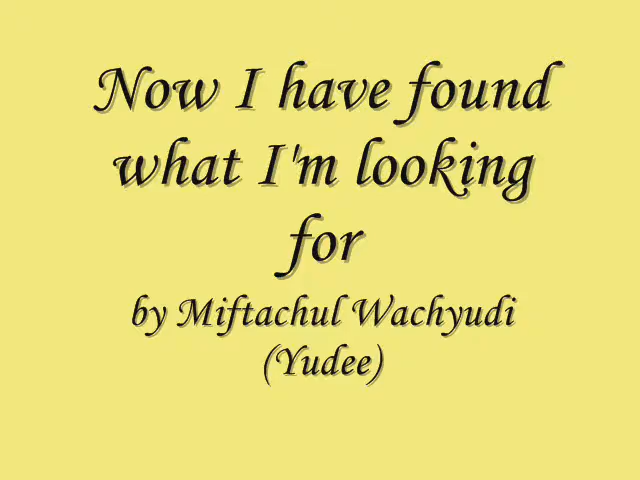 Now I have found
what I'm looking
for
by Miftachul Wachyudi
(Yudee)